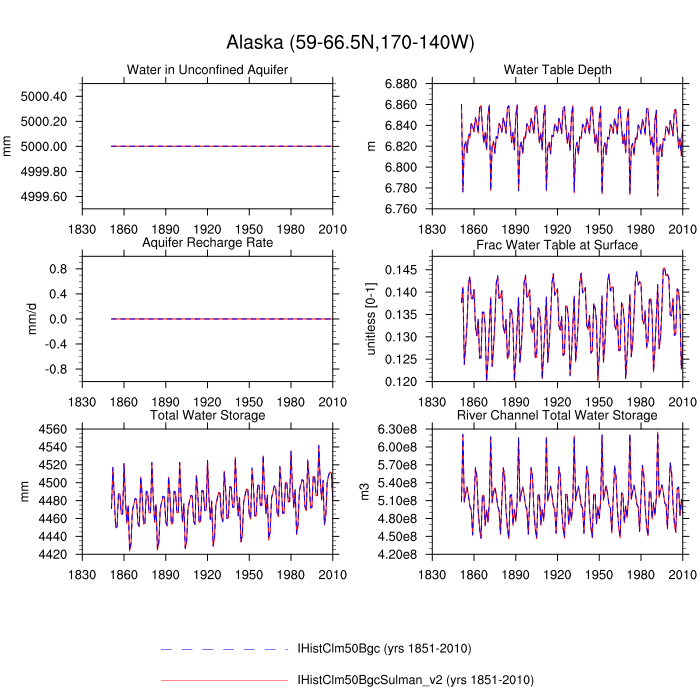 Alaska (59-66.5N,170-140W)
Water in Unconfined Aquifer
mm
5000.40
5000.20
5000.00
4999.80
4999.60
1830 1860 1890 1920 1950 1980 2010
Water Table Depth
m
6.880
6.860
6.840
6.820
6.800
6.780
6.760
1830 1860 1890 1920 1950 1980 2010
Aquifer Recharge Rate
mm/d
0.8
0.4
0.0
-0.4
-0.8
1830 1860 1890 1920 1950 1980 2010
Frac Water Table at Surface
unitless [0-1]
0.145
0.140
0.135
0.130
0.125
0.120
1830 1860 1890 1920 1950 1980 2010
Total Water Storage
mm
4560
4540
4520
4500
4480
4460
4440
4420
1830 1860 1890 1920 1950 1980 2010
River Channel Total Water Storage
m3
6.30e8
6.00e8
5.70e8
5.40e8
5.10e8
4.80e8
4.50e8
4.20e8
1830 1860 1890 1920 1950 1980 2010
IHistClm50Bgc (yrs 1851-2010)
IHistClm50BgcSulman_v2 (yrs 1851-2010)